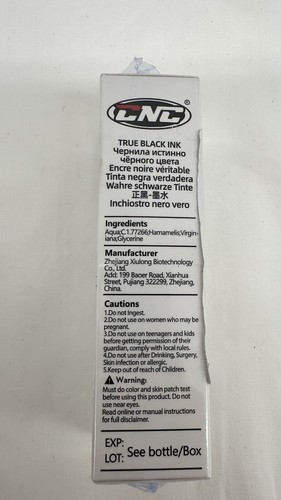 CNC®
TRUE BLACK INK
Чернила истинно
чёрного цвета
Encre noire véritable
Tinta negra verdadera
Wahre schwarze Tinte
正黑-墨水
Inchiostro nero vero
Ingredients
Aqua;C.1.77266;Hamamelis;Virgin-
iana;Glycerine
Manufacturer
Zhejiang Xiulong Biotechnology
Co., Ltd.
Add: 199 Baoer Road, Xianhua
Street, Pujiang 322299, Zhejiang,
China.
Cautions
1.Do not Ingest.
2.Do not use on women who may be
pregnant.
3.Do not use on teenagers and kids
before getting permission of their
guardian, comply with local rules.
4.Do not use after Drinking, Surgery,
Skin infection or allergic.
5.Keep out of reach of Children.
Warning:
Must do color and skin patch test
before using this product. Do not
use near eyes.
Read online or manual instructions
for full disclaimer.
EXP:
LOT: See bottle/Box